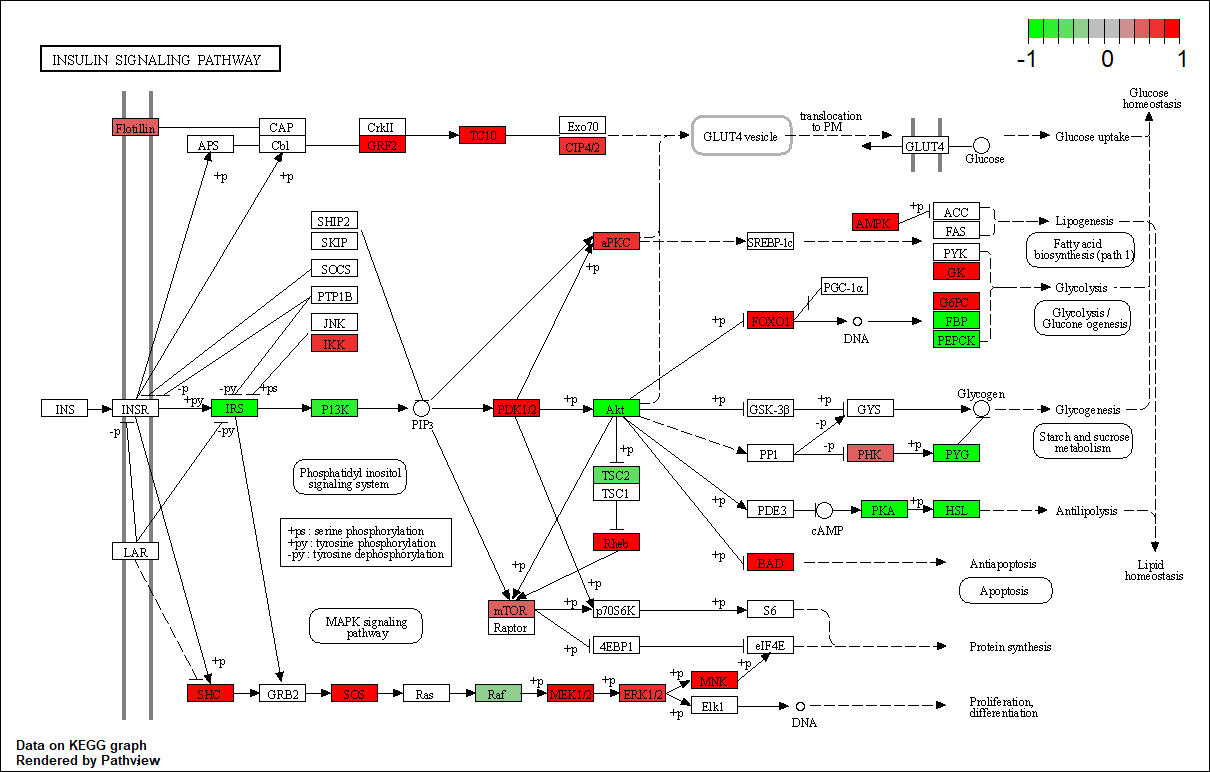 INSULIN SIGNALING PATHWAY
-1
0
1
Glucose
homeostasis
Flotillin
CAP
CrkII
TC10
Exo70
GLUT4 vesicle
translocation
to PM
APS
Cbl
GRF2
CIP4/2
GLUT4
Glucose
Glucose uptake
+p
+p
SHIP2
SKIP
SOCS
PTP1B
JNK
IKK
aPKC
+p
SREBP-1c
AMPK
+p
ACC
FAS
Lipogenesis
Fatty acid
biosynthesis (path 1)
PYK
GK
PGC-1α
Glycolysis
G6PC
FBP
PEPCK
Glycolysis /
Glucone ogenesis
+p
FOXO1
DNA
-p
+py
-py
+ps
INS
INSR
IRS
P13K
PIP3
PDK1/2
+p
Akt
+p
GSK-3β
+p
GYS
Glycogen
Glycogenesis
-p
-py
-p
+p
PP1
-p
PHK
+p
PYG
Starch and sucrose
metabolism
Phosphatidyl inositol
signaling system
TSC2
TSC1
+p
PDE3
cAMP
PKA
+p
HSL
Antilipolysis
+ps : serine phosphorylation
+py : tyrosine phosphorylation
-py : tyrosine dephosphorylation
LAR
Rheb
+p
+p
+p
BAD
Antiapoptosis
Apoptosis
Lipid
homeostasis
MAPK signaling
pathway
mTOR
Raptor
+p
p70S6K
+p
S6
+p
4EBP1
eIF4E
Protein synthesis
+p
+p
SHC
GRB2
SOS
Ras
Raf
+p
MEK1/2
+p
ERK1/2
+p
MNK
+p
Elk1
DNA
Proliferation,
differentiation
Data on KEGG graph
Rendered by Pathview